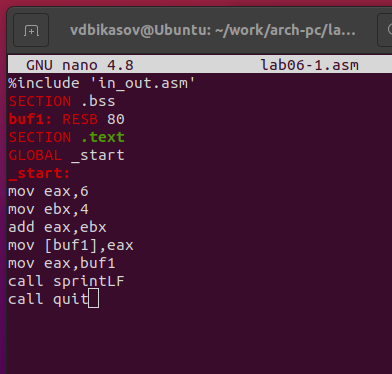 vdbikasov@Ubuntu: ~/work/arch-pc/la…
GNU nano 4.8 lab06-1.asm
%include 'in_out.asm'
SECTION .bss
buf1: RESB 80
SECTION .text
GLOBAL _start
_start:
mov eax,6
mov ebx,4
add eax,ebx
mov [buf1],eax
mov eax,buf1
call sprintLF
call quit